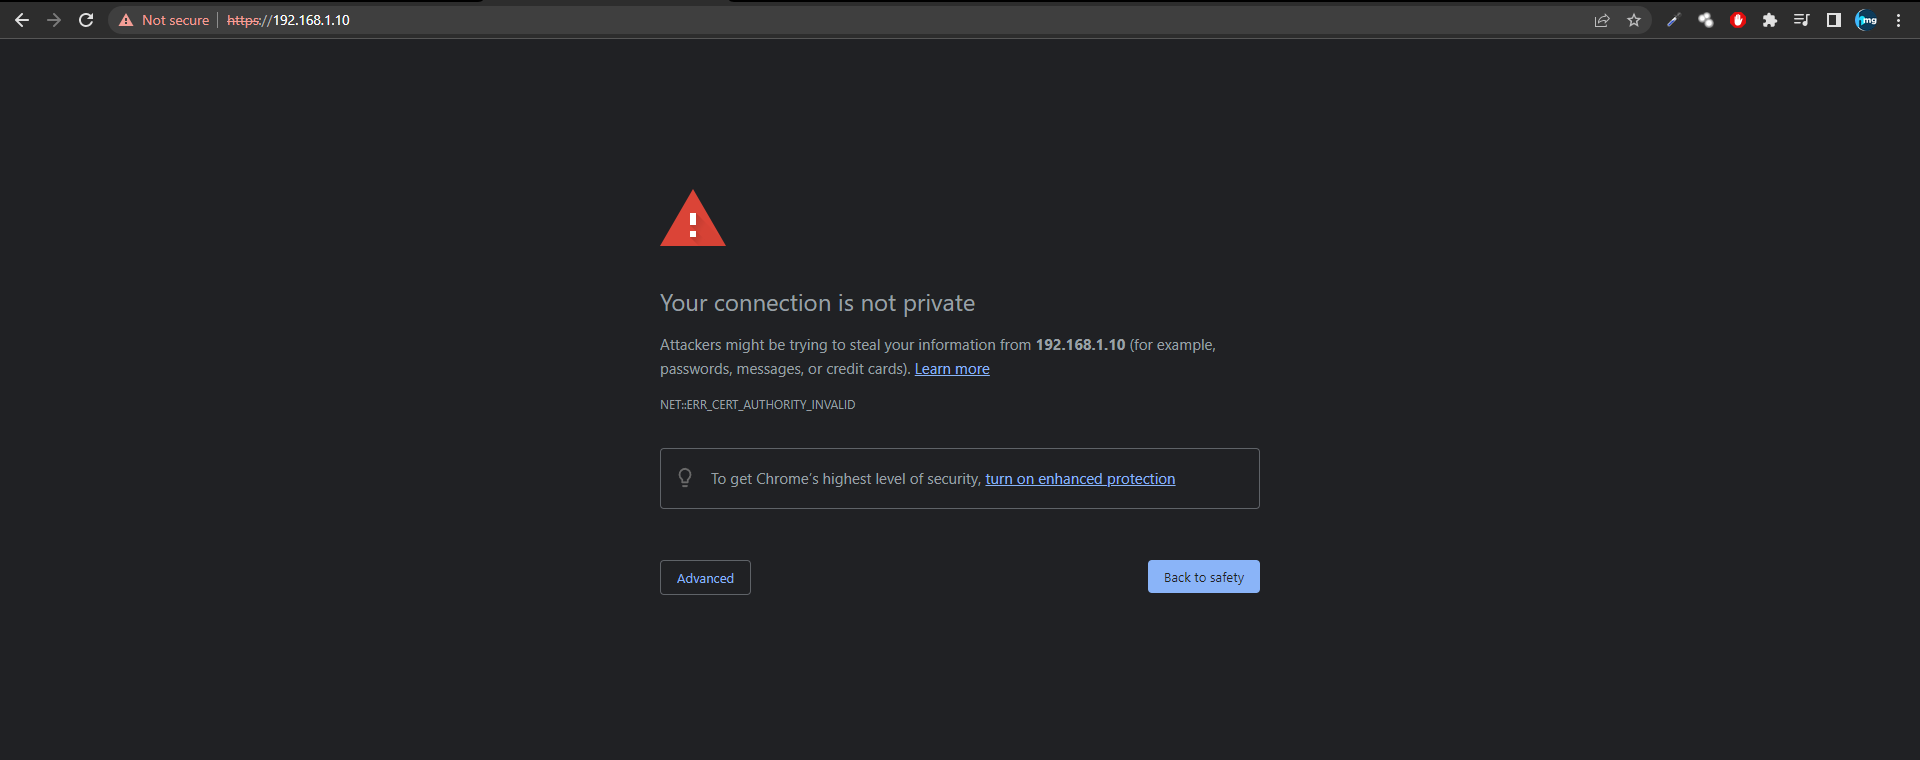 Not secure | https://192.168.1.10
Your connection is not private
Attackers might be trying to steal your information from 192.168.1.10 (for example,
passwords, messages, or credit cards). Learn more
NET::ERR_CERT_AUTHORITY_INVALID
To get Chrome's highest level of security, turn on enhanced protection
Advanced
Back to safety